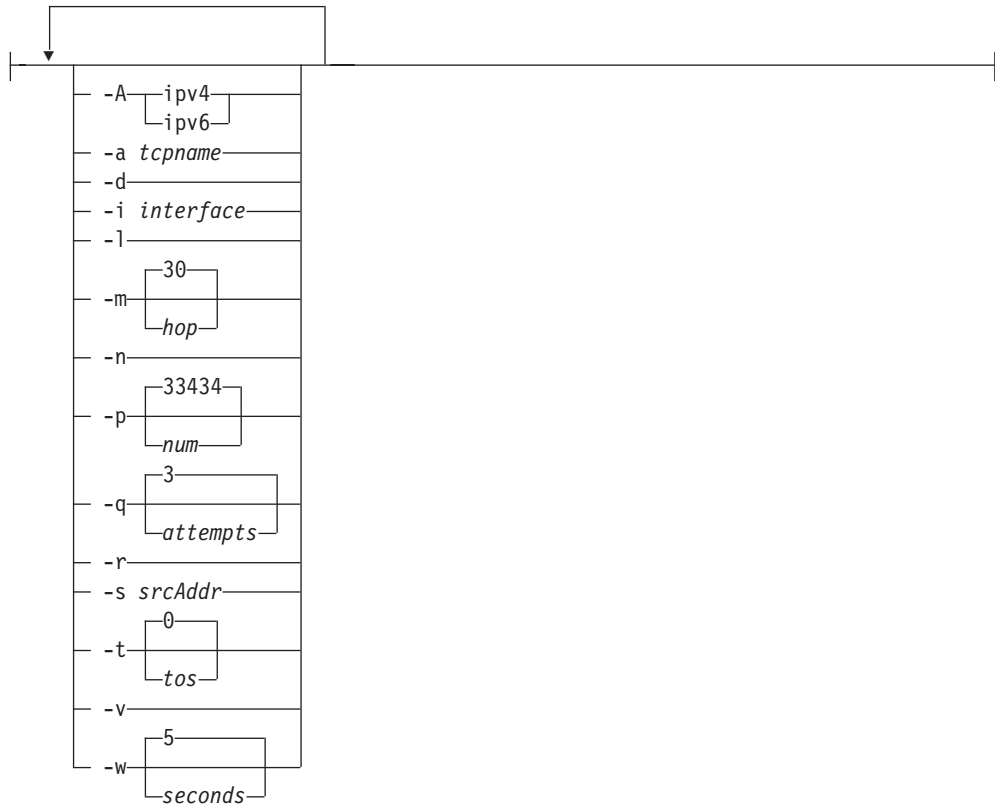 -A ipv4
ipv6
-a tcpname
-d
-i interface
-l
30
-m
hop
-n
33434
-p
num
3
-q
attempts
-r
-s srcAddr
0
-t
tos
-v
5
-w
seconds